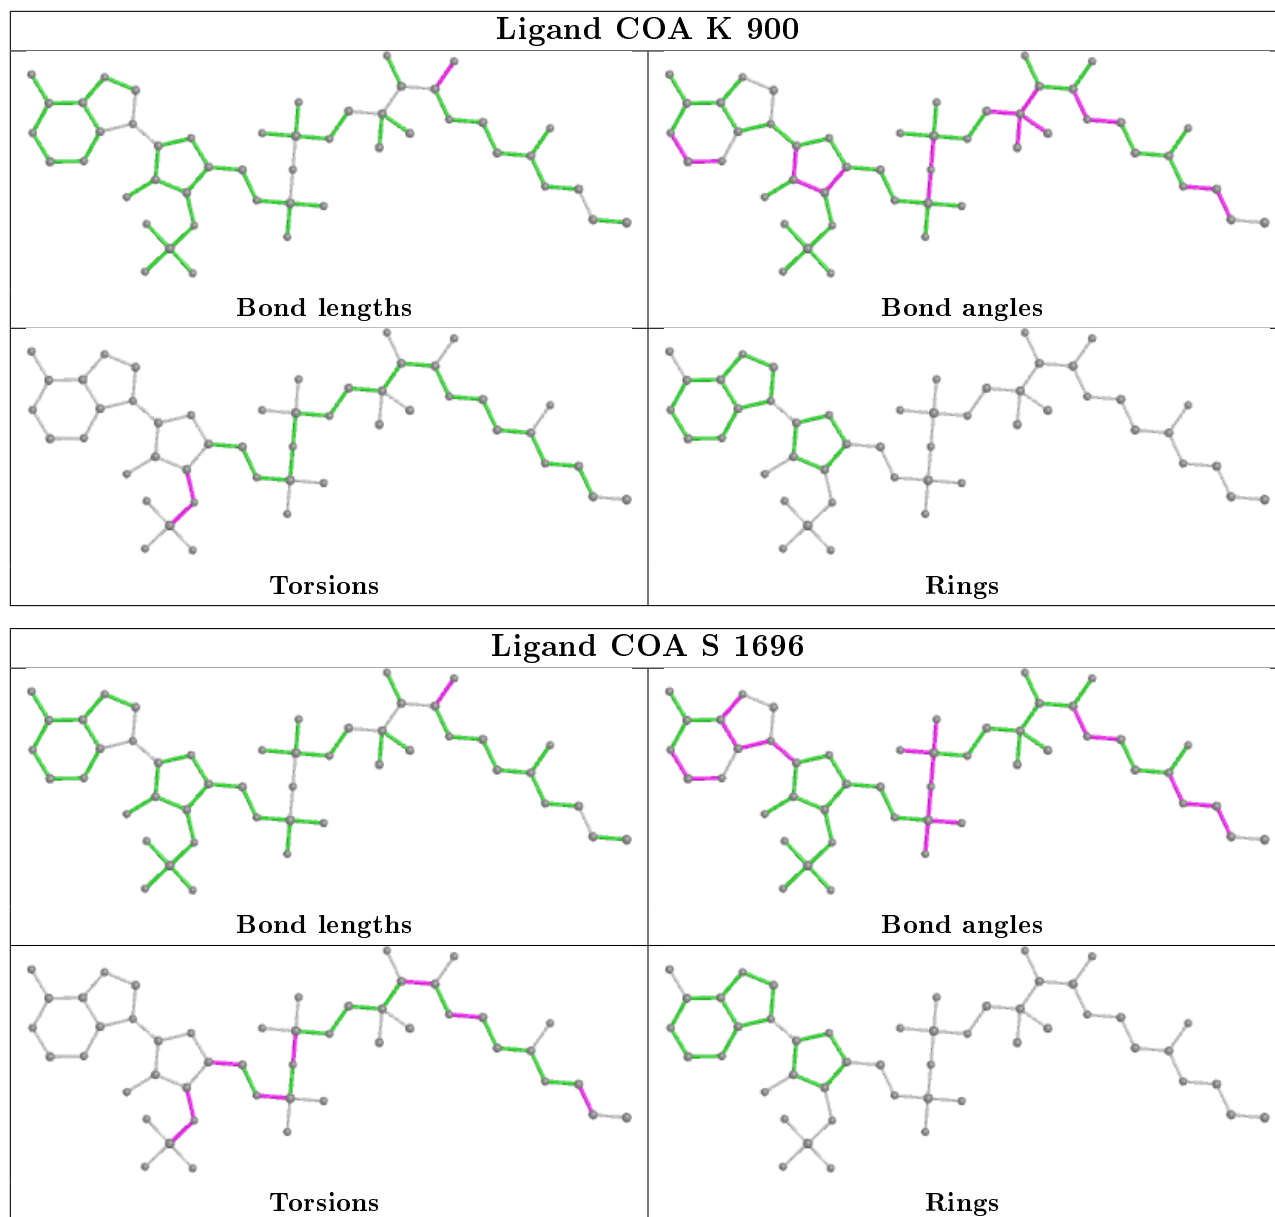 Ligand COA K 900
Bond lengths
Bond angles
Torsions
Rings
Ligand COA S 1696
Bond lengths
Bond angles
Torsions
Rings